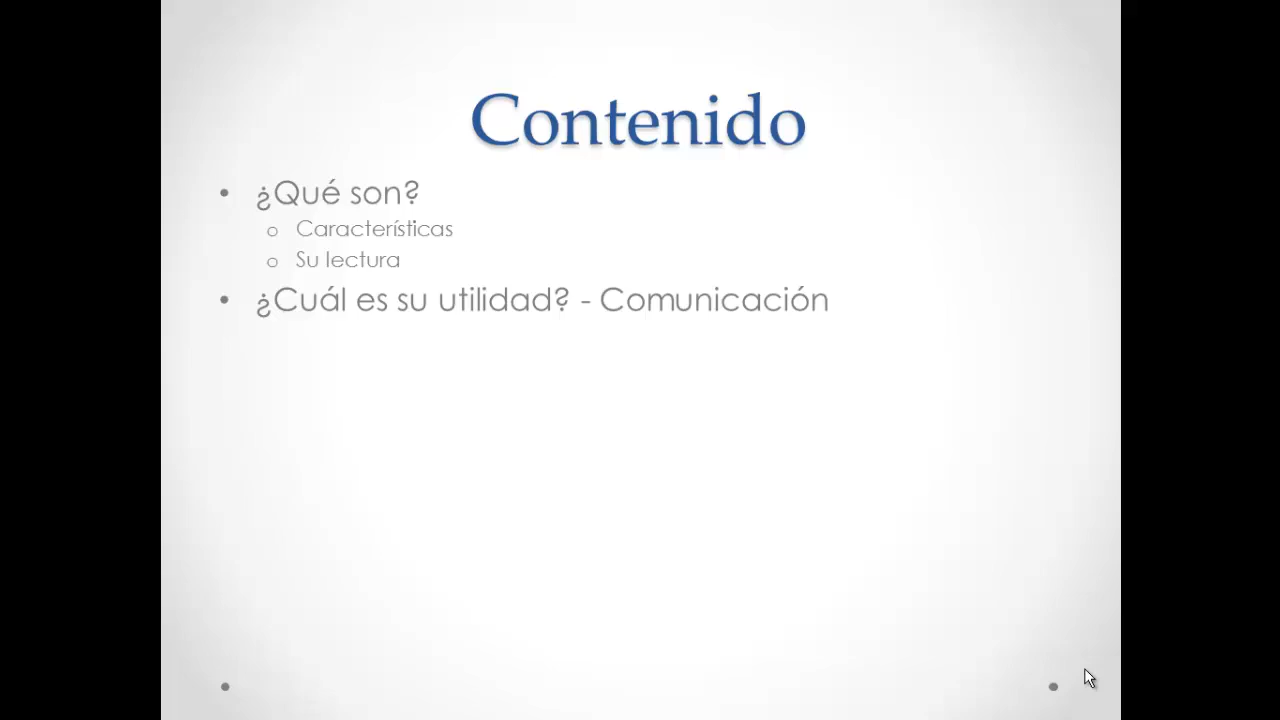 Contenido
• ¿Qué son?
o Características
o Su lectura
• ¿Cuál es su utilidad? - Comunicación